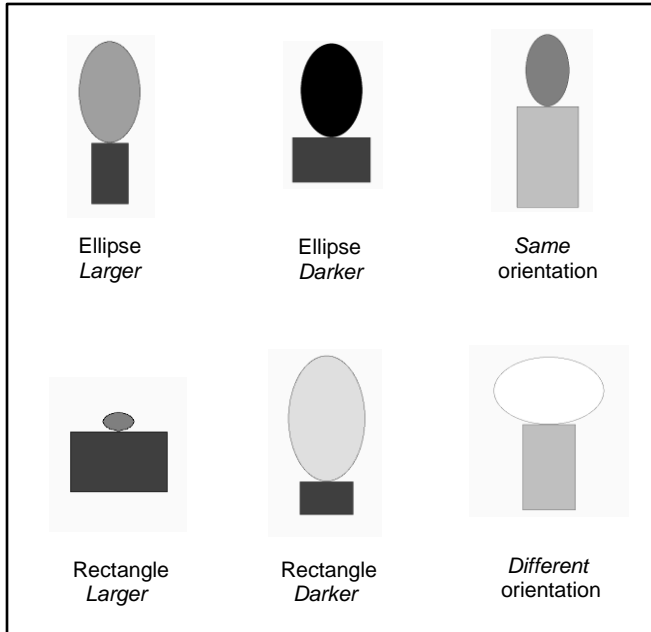 Ellipse
Larger
Ellipse
Darker
Same
orientation
Rectangle
Larger
Rectangle
Darker
Different
orientation